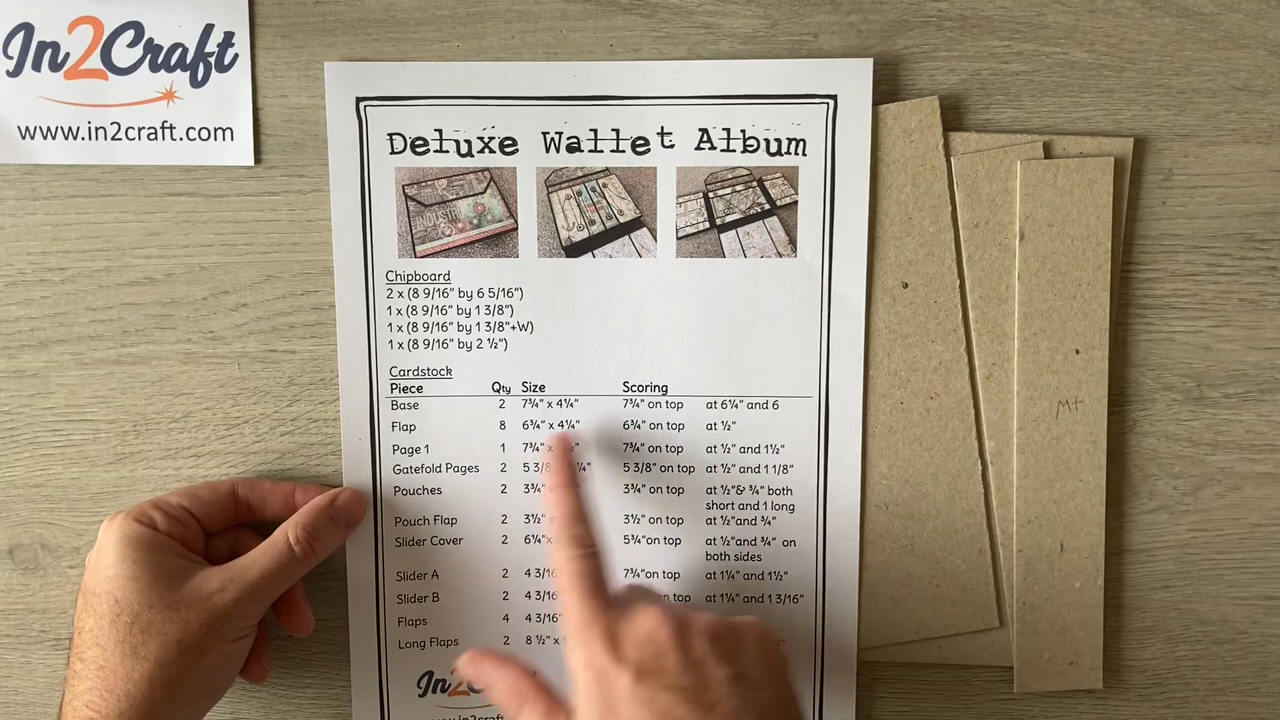 In2Craft
www.in2craft.com
Deluxe Wallet Album
INDUSTRI
Chipboard
2 x (8 9/16” by 6 5/16”)
1 x (8 9/16” by 1 3/8”)
1 x (8 9/16” by 1 3/8”+W)
1 x (8 9/16” by 2 ½”)
Cardstock
Piece Qty Size Scoring
Base 2 7¾” x 4¼” 7¾” on top at 6¼” and 6
Flap 8 6¾” x 4¼” 6¾” on top at ½”
Page 1 1 7¾” 7¾” on top at ½” and 1½”
Gatefold Pages 2 5 3/8 5 3/8” on top at ½” and 1 1/8”
Pouches 2 3¾” 3¾” on top at ½”& ¾” both
short and 1 long
Pouch Flap 2 3½” 3½” on top at ½”and ¾”
Slider Cover 2 6¼”x 5¾”on top at ½”and ¾” on
both sides
Slider A 2 4 3/16 7¾”on top at 1¼” and 1½”
Slider B 2 4 3/16 on top at 1¼” and 1 3/16”
Flaps 4 4 3/16”
Long Flaps 2 8 ½” x
In2
www.in2craft
M+